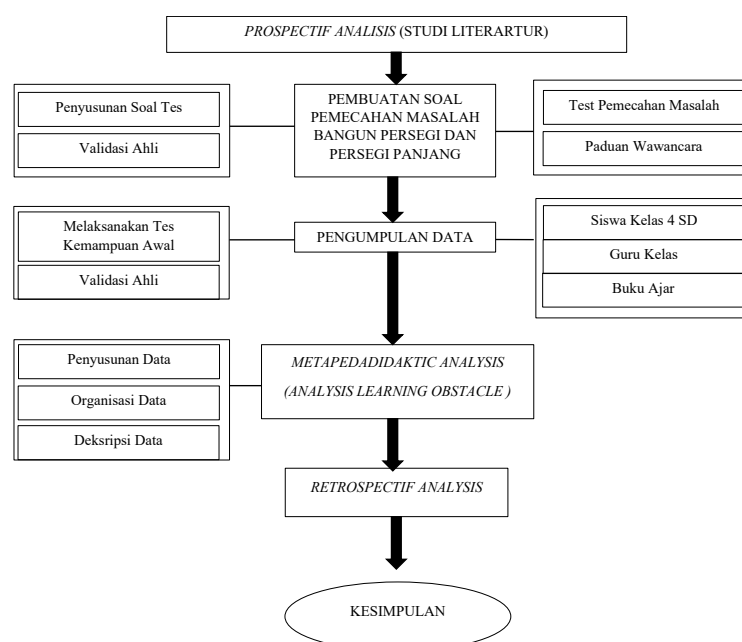 PROSPECTIF ANALISIS (STUDI LITERARTUR)
Penyusunan Soal Tes
Validasi Ahli
PEMBUATAN SOAL
PEMECAHAN MASALAH
BANGUN PERSEGI DAN
PERSEGI PANJANG
Test Pemecahan Masalah
Paduan Wawancara
Melaksanakan Tes
Kemampuan Awal
Validasi Ahli
PENGUMPULAN DATA
Siswa Kelas 4 SD
Guru Kelas
Buku Ajar
Penyusunan Data
Organisasi Data
Deksripsi Data
METAPEDADIDAKTIC ANALYSIS
(ANALYSIS LEARNING OBSTACLE )
RETROSPECTIF ANALYSIS
KESIMPULAN